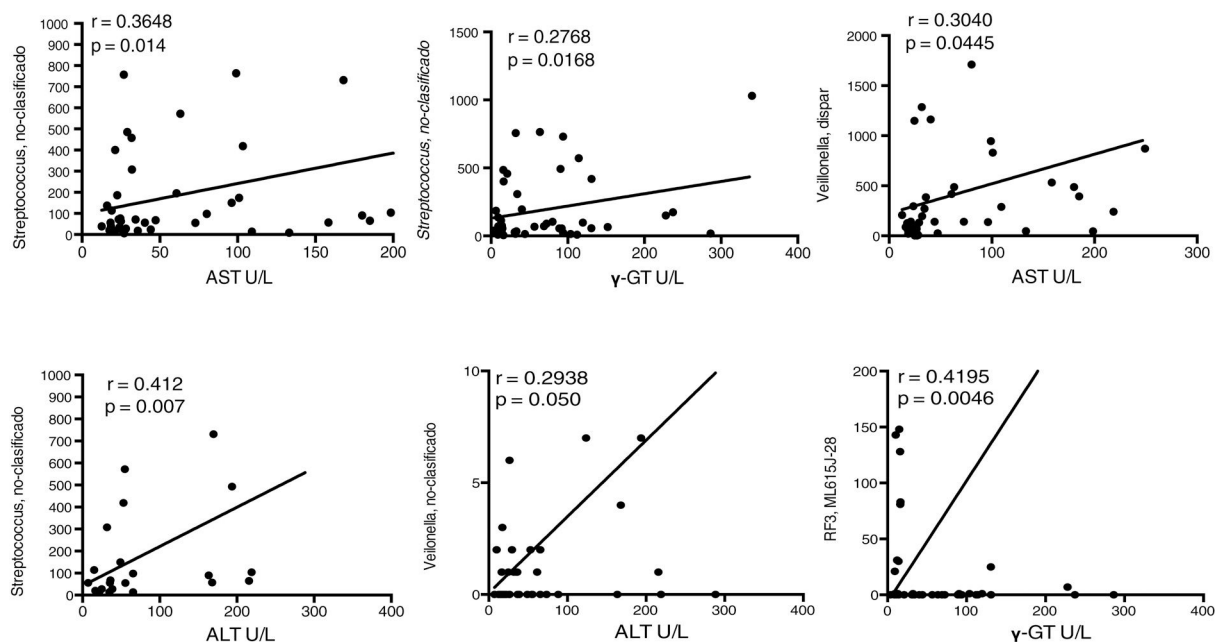 r = 0.3648
p = 0.014
Streptococcus, no-clasificado
1000
900
800
700
600
500
400
300
200
100
0
0 50 100 150 200
AST U/L
r = 0.2768
p = 0.0168
Streptococcus, no-clasificado
1500
1000
500
0
0 100 200 300 400
γ-GT U/L
r = 0.3040
p = 0.0445
Veillonella, dispar
2000
1500
1000
500
0
0 100 200 300
AST U/L
r = 0.412
p = 0.007
Streptococcus, no-clasificado
1000
900
800
700
600
500
400
300
200
100
0
0 100 200 300 400
ALT U/L
r = 0.2938
p = 0.050
Veilonella, no-clasificado
10
5
0
0 100 200 300 400
ALT U/L
r = 0.4195
p = 0.0046
RF3, ML615J-28
200
150
100
50
0
0 100 200 300 400
γ-GT U/L